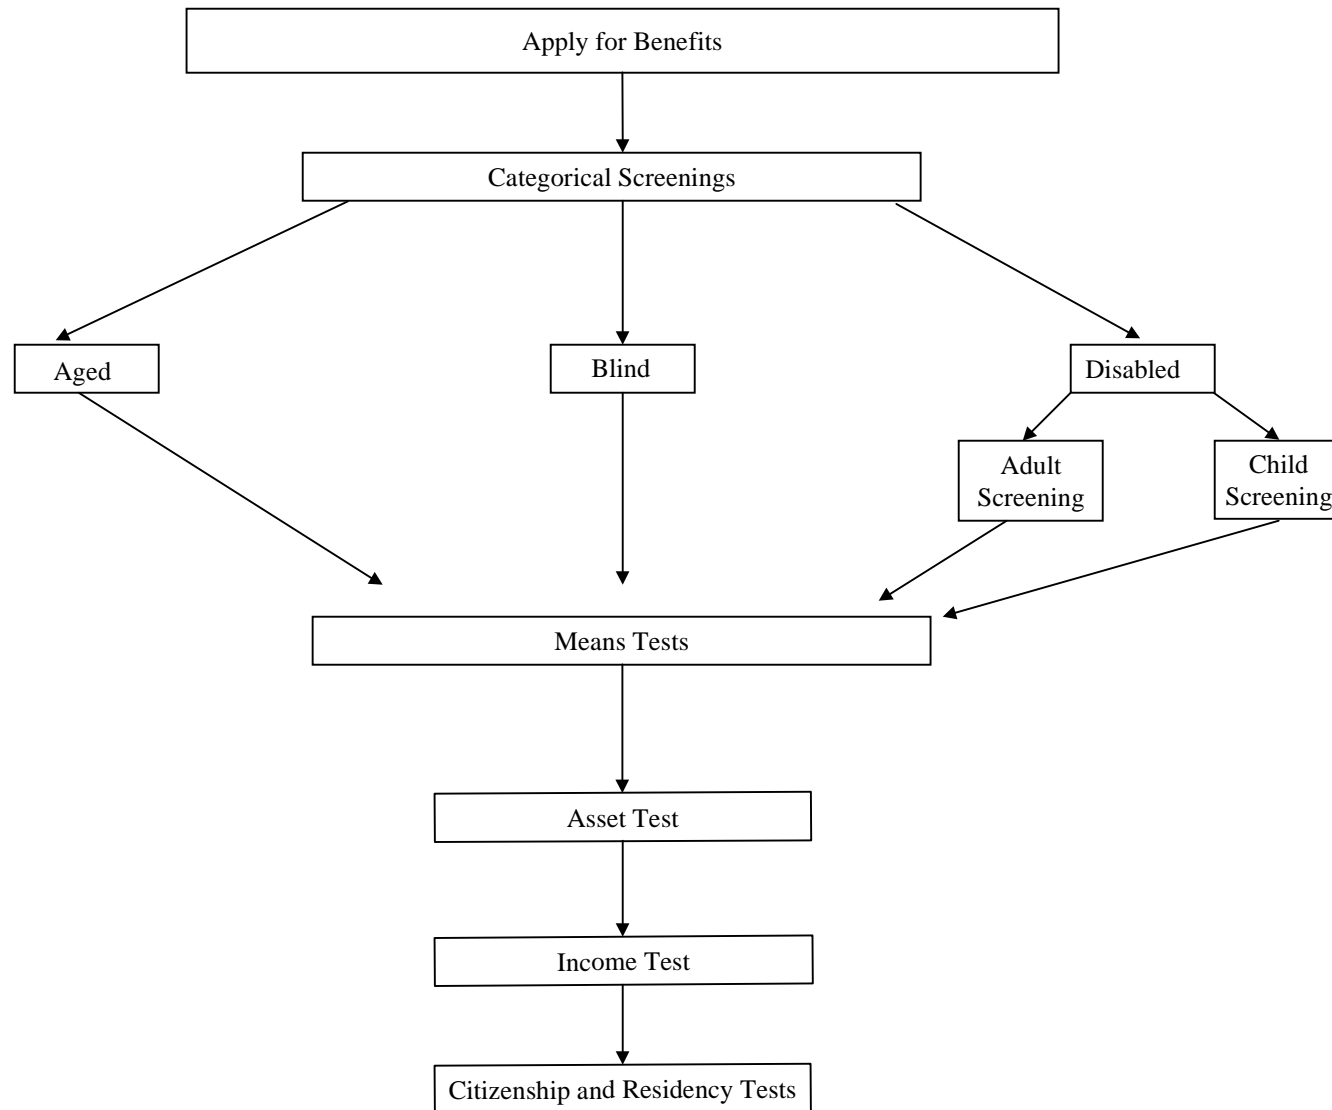 Apply for Benefits
Categorical Screenings
Aged
Blind
Disabled
Adult
Screening
Child
Screening
Means Tests
Asset Test
Income Test
Citizenship and Residency Tests